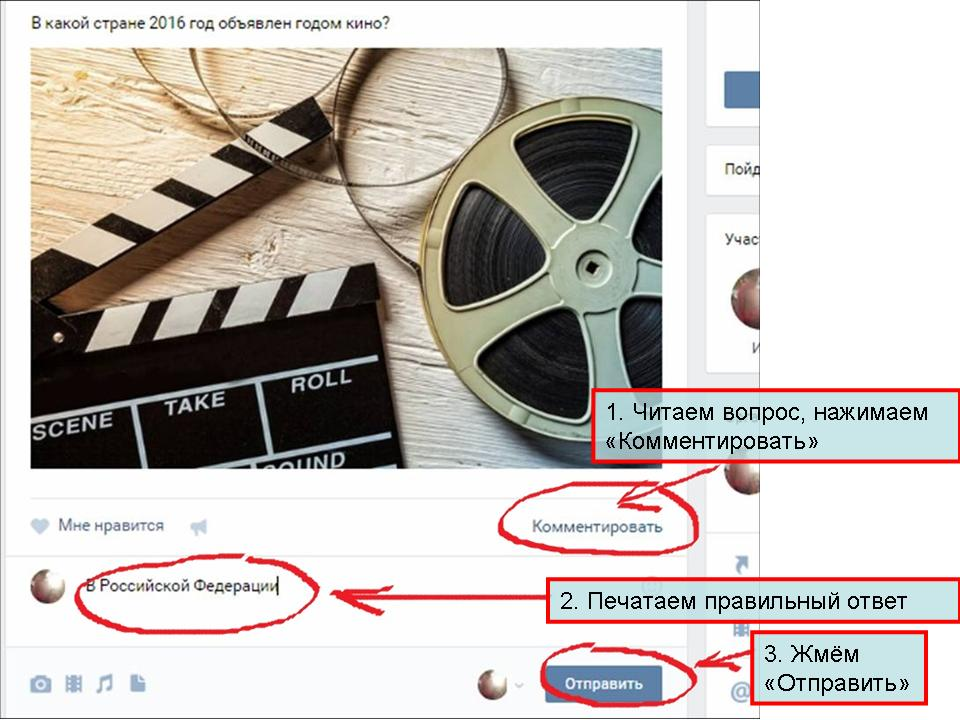 В какой стране 2016 год объявлен годом кино?
SCENE
TAKE
ROLL
SOUND
Пойд
Учас
И
1. Читаем вопрос, нажимаем
«Комментировать»
Мне нравится
Комментировать
В Российской Федерации
2. Печатаем правильный ответ
3. Жмём
«Отправить»
Отправить
@